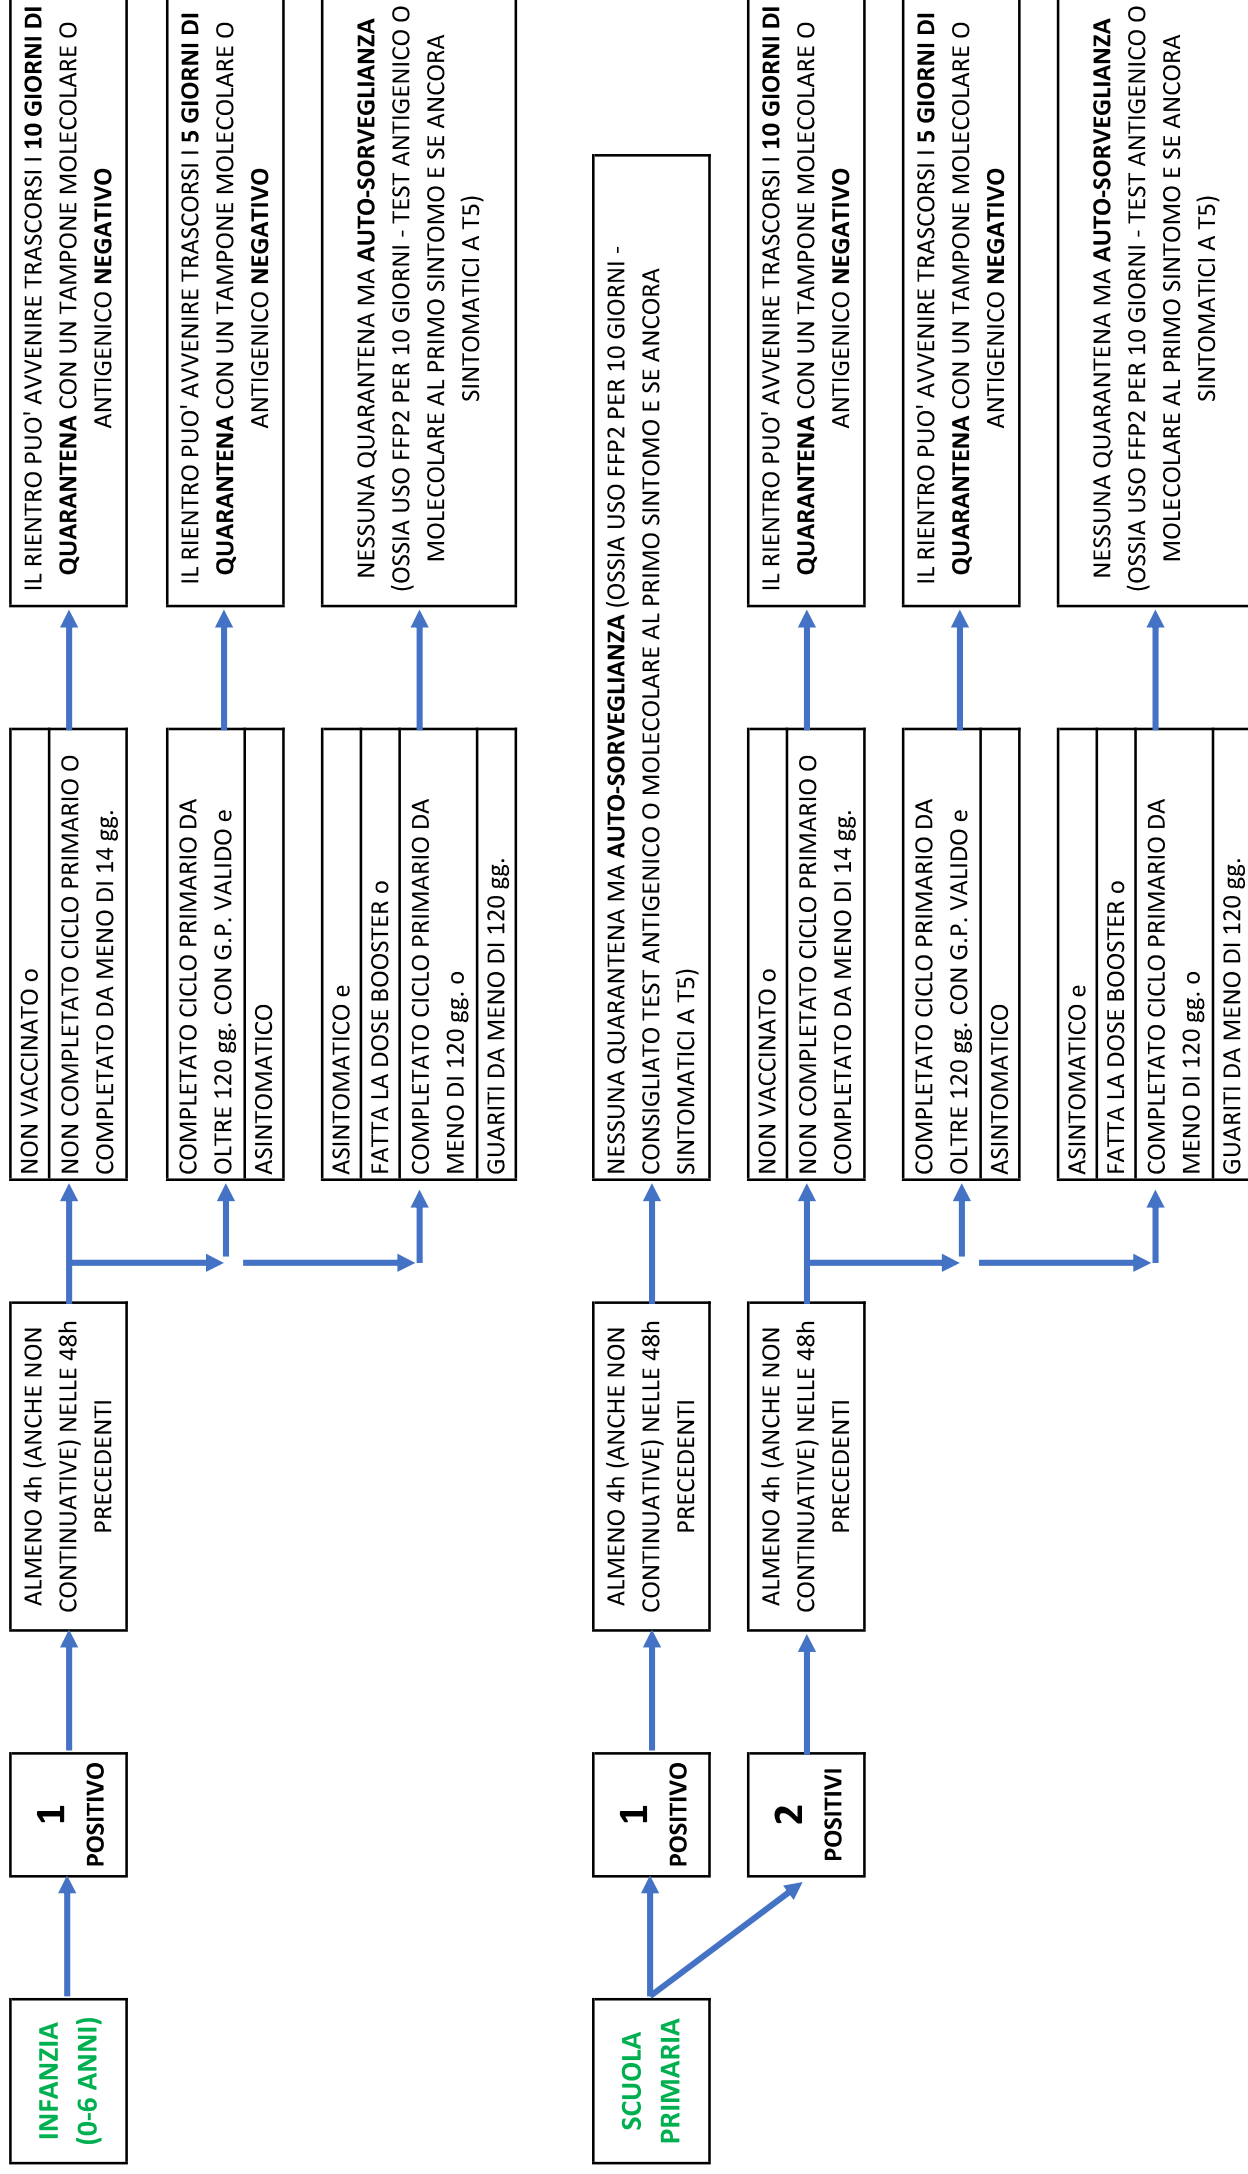 INFANZIA
(0-6 ANNI)
1
POSITIVO
ALMENO 4h (ANCHE NON
CONTINUATIVE) NELLE 48h
PRECEDENTI
NON VACCINATO o
NON COMPLETATO CICLO PRIMARIO O
COMPLETATO DA MENO DI 14 gg.
IL RIENTRO PUO' AVVENIRE TRASCORSI I 10 GIORNI DI
QUARANTENA CON UN TAMPONE MOLECOLARE O
ANTIGENICO NEGATIVO
COMPLETATO CICLO PRIMARIO DA
OLTRE 120 gg. CON G.P. VALIDO e
ASINTOMATICO
IL RIENTRO PUO' AVVENIRE TRASCORSI I 5 GIORNI DI
QUARANTENA CON UN TAMPONE MOLECOLARE O
ANTIGENICO NEGATIVO
ASINTOMATICO e
FATTA LA DOSE BOOSTER o
COMPLETATO CICLO PRIMARIO DA
MENO DI 120 gg. o
GUARITI DA MENO DI 120 gg.
NESSUNA QUARANTENA MA AUTO-SORVEGLIANZA
(OSSIA USO FFP2 PER 10 GIORNI - TEST ANTIGENICO O
MOLECOLARE AL PRIMO SINTOMO E SE ANCORA
SINTOMATICI A T5)
SCUOLA
PRIMARIA
1
POSITIVO
ALMENO 4h (ANCHE NON
CONTINUATIVE) NELLE 48h
PRECEDENTI
NESSUNA QUARANTENA MA AUTO-SORVEGLIANZA (OSSIA USO FFP2 PER 10 GIORNI -
CONSIGLIATO TEST ANTIGENICO O MOLECOLARE AL PRIMO SINTOMO E SE ANCORA
SINTOMATICI A T5)
2
POSITIVI
ALMENO 4h (ANCHE NON
CONTINUATIVE) NELLE 48h
PRECEDENTI
NON VACCINATO o
NON COMPLETATO CICLO PRIMARIO O
COMPLETATO DA MENO DI 14 gg.
IL RIENTRO PUO' AVVENIRE TRASCORSI I 10 GIORNI DI
QUARANTENA CON UN TAMPONE MOLECOLARE O
ANTIGENICO NEGATIVO
COMPLETATO CICLO PRIMARIO DA
OLTRE 120 gg. CON G.P. VALIDO e
ASINTOMATICO
IL RIENTRO PUO' AVVENIRE TRASCORSI I 5 GIORNI DI
QUARANTENA CON UN TAMPONE MOLECOLARE O
ANTIGENICO NEGATIVO
ASINTOMATICO e
FATTA LA DOSE BOOSTER o
COMPLETATO CICLO PRIMARIO DA
MENO DI 120 gg. o
GUARITI DA MENO DI 120 gg.
NESSUNA QUARANTENA MA AUTO-SORVEGLIANZA
(OSSIA USO FFP2 PER 10 GIORNI - TEST ANTIGENICO O
MOLECOLARE AL PRIMO SINTOMO E SE ANCORA
SINTOMATICI A T5)